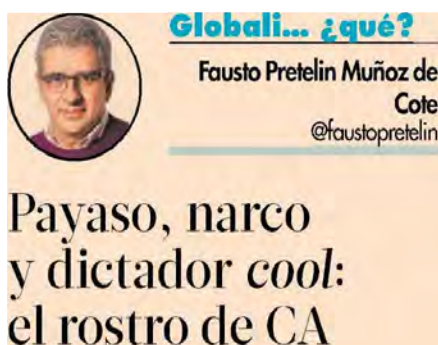 Globali... ¿qué?
Fausto Pretelin Muñoz de
Cote
@faustopretelin
Payaso, narco
y dictador cool:
el rostro de CA